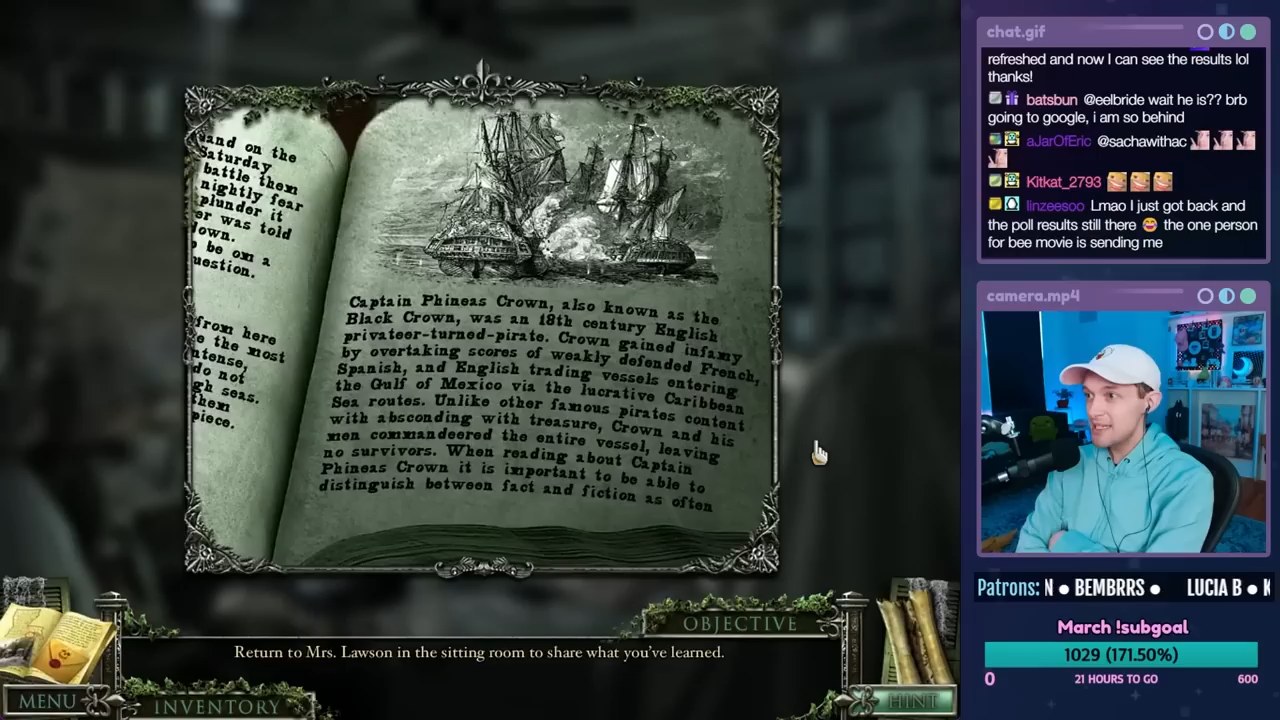 and on the
Saturday
battle them
nightly fear
plunder it
er was told
down.
be om a
uestion.
from here
e the most
ntense,
do not
gh seas.
them
piece.
Captain Phineas Crown, also known as the
Black Crown, was an 18th century English
privateer-turned-pirate. Crown gained infamy
by overtaking scores of weakly defended French,
Spanish, and English trading vessels entering
the Gulf of Mexico via the lucrative Caribbean
Sea routes. Unlike other famous pirates content
with absconding with treasure, Crown and his
men commandeered the entire vessel, leaving
no survivors. When reading about Captain
Phineas Crown it is important to be able to
distinguish between fact and fiction as often
OBJECTIVE
Return to Mrs. Lawson in the sitting room to share what you've learned.
MENU
INVENTORY
HINT
chat.gif
refreshed and now I can see the results lol
thanks!
batsbun @eelbride wait he is?? brb
going to google, i am so behind
aJarOfEric @sachawithac
Kitkat_2793
linzeesoo Lmao I just got back and
the poll results still there 😂 the one person
for bee movie is sending me
camera.mp4
Patrons: N ● BEMBRRS ● LUCIA B ● K
March !subgoal
1029 (171.50%)
0 21 HOURS TO GO 600